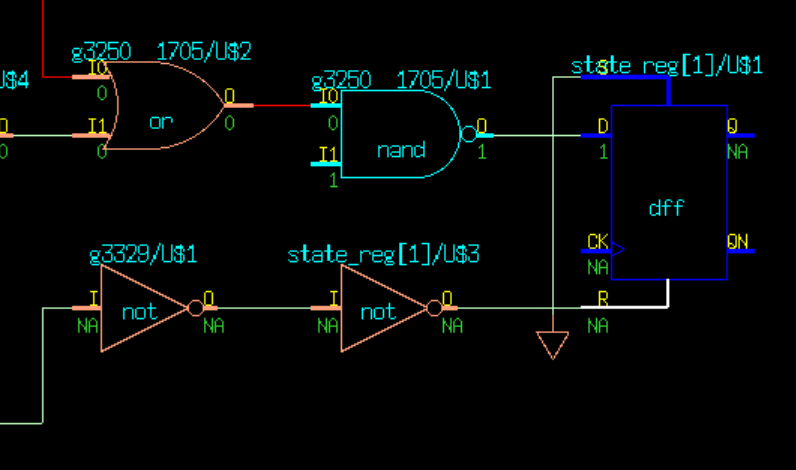 g3250 1705/U$2
U$4
I0
0
O
0
I1
0
or
O
0
g3250 1705/U$1
I0
0
I1
1
nand
O
1
state reg[1]/U$1
S
D
1
Q
NA
dff
CK
NA
QN
R
NA
g3329/U$1
I
NA
not
O
NA
state_reg[1]/U$3
I
NA
not
O
NA